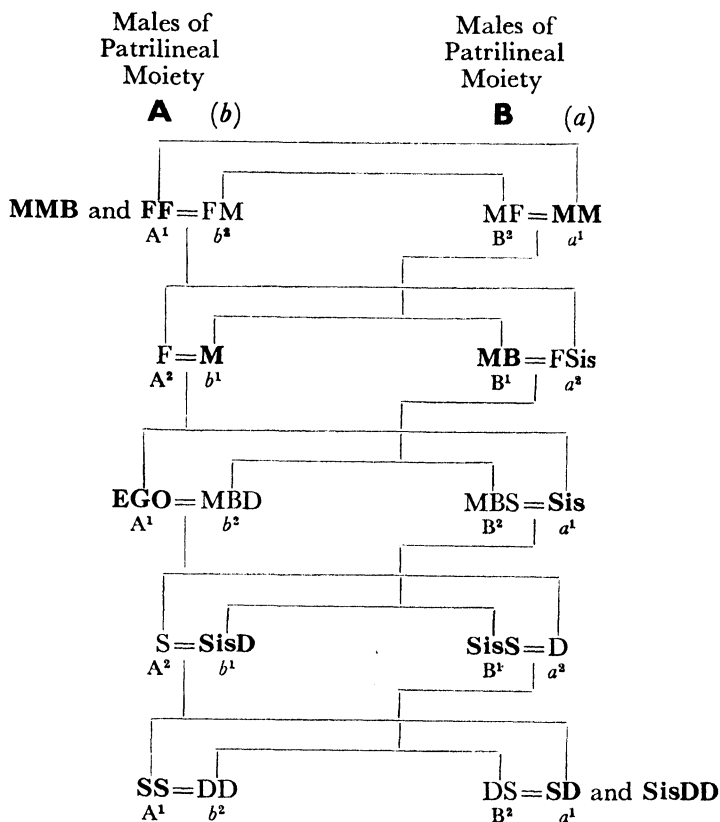 Males of Patrilineal Moiety
A (b)
Males of Patrilineal Moiety
B (a)
MMB and FF=FM MF=MM
A¹ b² B² a¹
F=M MB=FSis
A² b¹ B¹ a²
EGO=MBD MBS=Sis
A¹ b² B² a¹
S=SisD SisS=D
A² b¹ B¹ a²
SS=DD DS=SD and SisDD
A¹ b² B² a¹